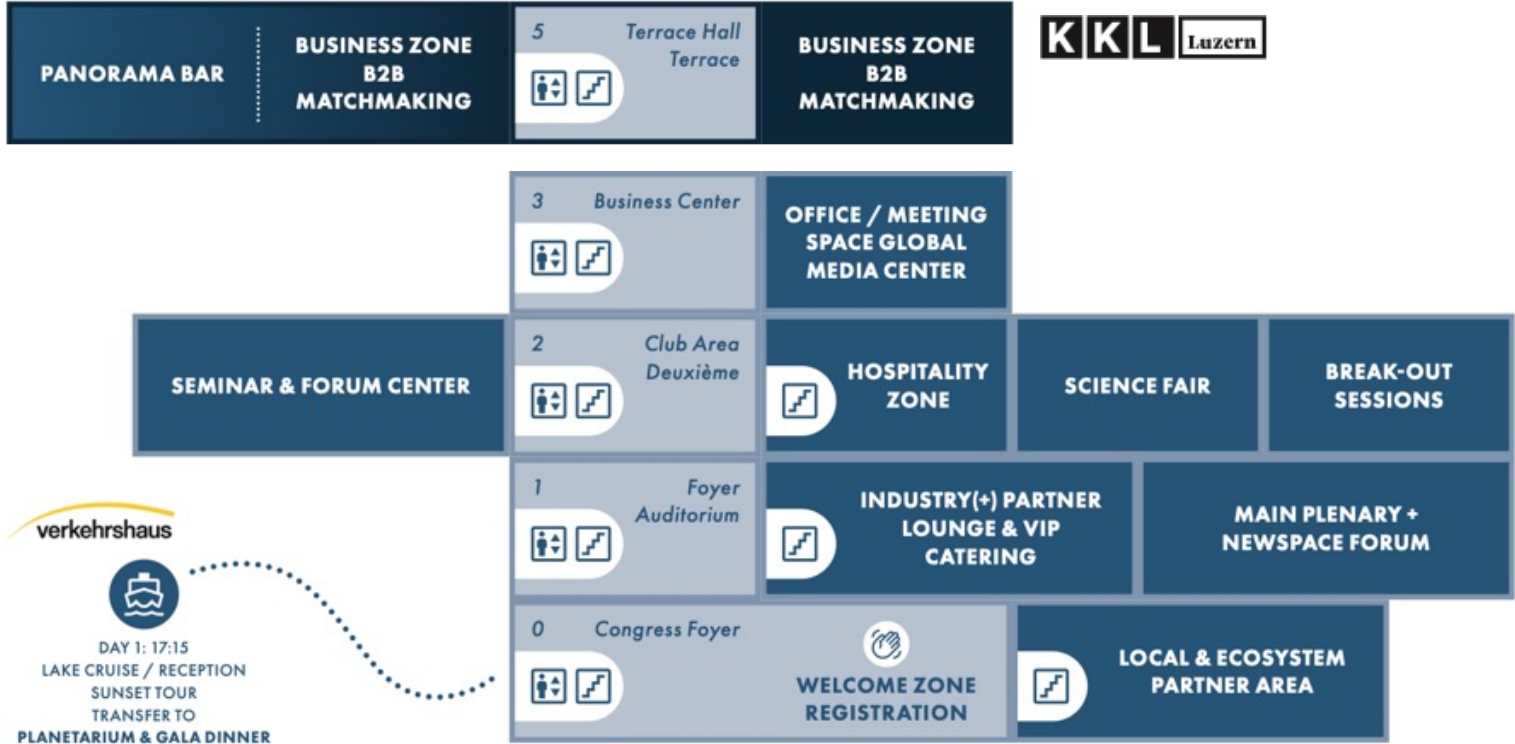 PANORAMA BAR
BUSINESS ZONE
B2B
MATCHMAKING
5 Terrace Hall
Terrace
BUSINESS ZONE
B2B
MATCHMAKING
KKL Luzern
3 Business Center
OFFICE / MEETING
SPACE GLOBAL
MEDIA CENTER
SEMINAR & FORUM CENTER
2 Club Area
Deuxième
HOSPITALITY
ZONE
SCIENCE FAIR
BREAK-OUT
SESSIONS
1 Foyer
Auditorium
INDUSTRY(+) PARTNER
LOUNGE & VIP
CATERING
MAIN PLENARY +
NEWSPACE FORUM
verkehrshaus
DAY 1: 17:15
LAKE CRUISE / RECEPTION
SUNSET TOUR
TRANSFER TO
PLANETARIUM & GALA DINNER
0 Congress Foyer
WELCOME ZONE
REGISTRATION
LOCAL & ECOSYSTEM
PARTNER AREA